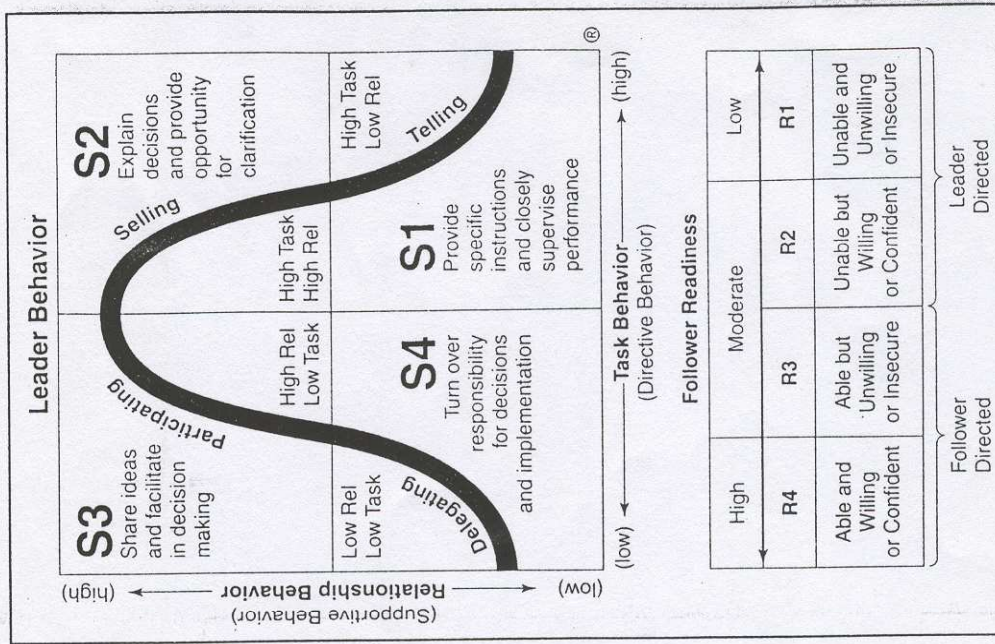 Leader Behavior
(high)
Relationship Behavior
(Supportive Behavior)
(low)
S3
Share ideas
and facilitate
in decision
making
Participating
High Rel
Low Task
S2
Explain
decisions
and provide
opportunity
for
clarification
Selling
High Task
High Rel
Low Rel
Low Task
Delegating
S4
Turn over
responsibility
for decisions
and implementation
S1
Provide
specific
instructions
and closely
supervise
performance
High Task
Low Rel
Telling
®
(low) Task Behavior (high)
(Directive Behavior)
Follower Readiness
High Moderate Low
R4 R3 R2 R1
Able and
Willing
or Confident
Able but
Unwilling
or Insecure
Unable but
Willing
or Confident
Unable and
Unwilling
or Insecure
Follower
Directed
Leader
Directed